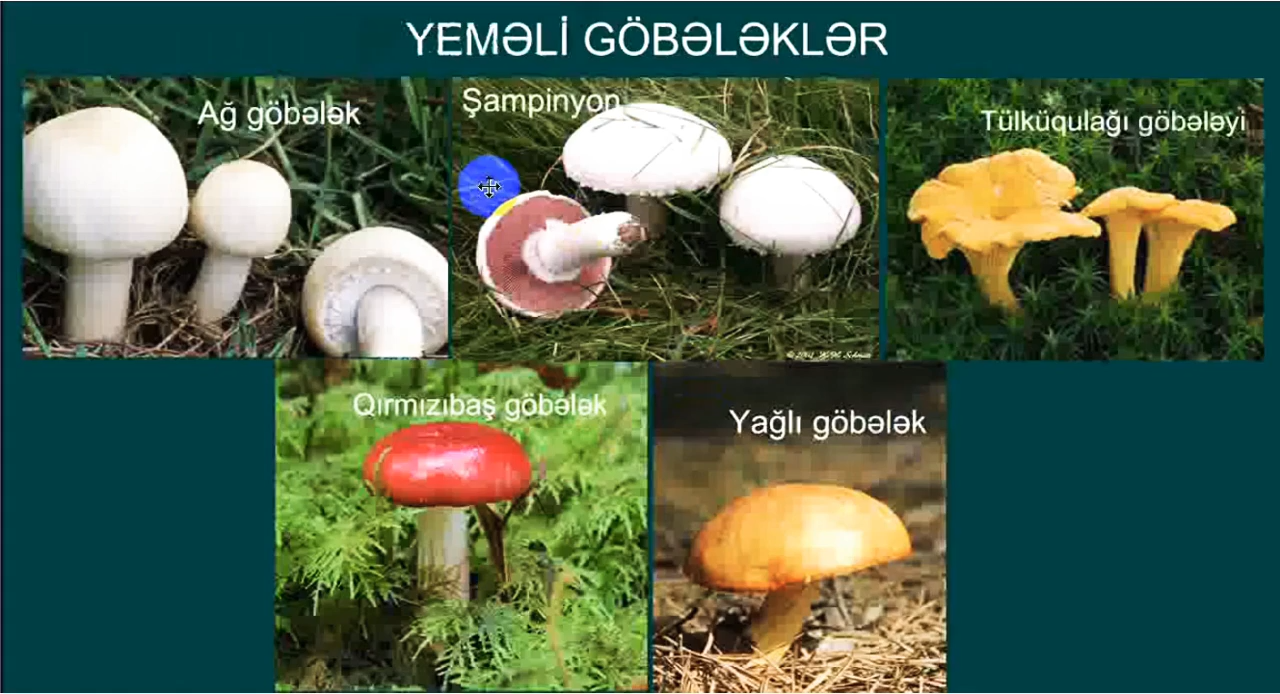 YEMƏLİ GÖBƏLƏKLƏR
Ağ göbələk
Şampinyon
Tülküqulağı göbələyi
Qırmızıbaş göbələk
Yağlı göbələk